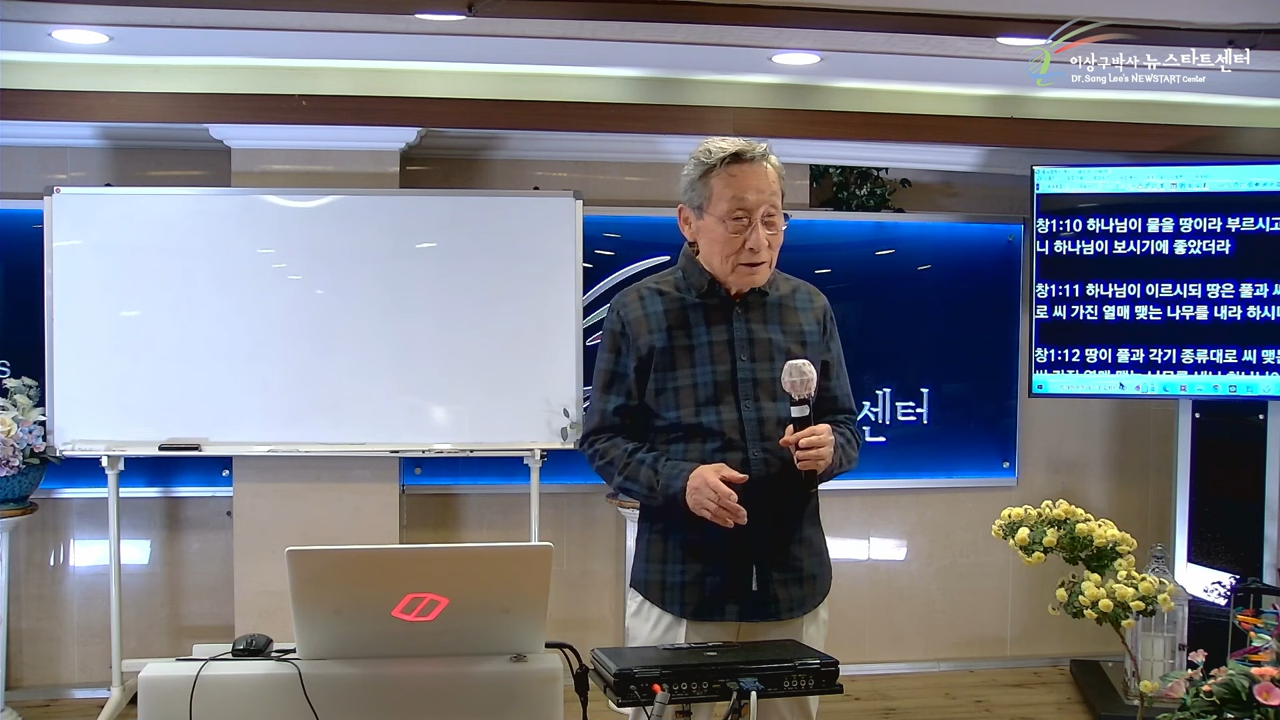 이상구박사 뉴스타트센터
Dr. Sang Lee's NEWSTART Center
창1:10 하나님이 물을 땅이라 부르시고
니 하나님이 보시기에 좋았더라
창1:11 하나님이 이르시되 땅은 풀과 씨
로 씨 가진 열매 맺는 나무를 내라 하시
창1:12 땅이 풀과 각기 종류대로 씨 맺는
센터
S